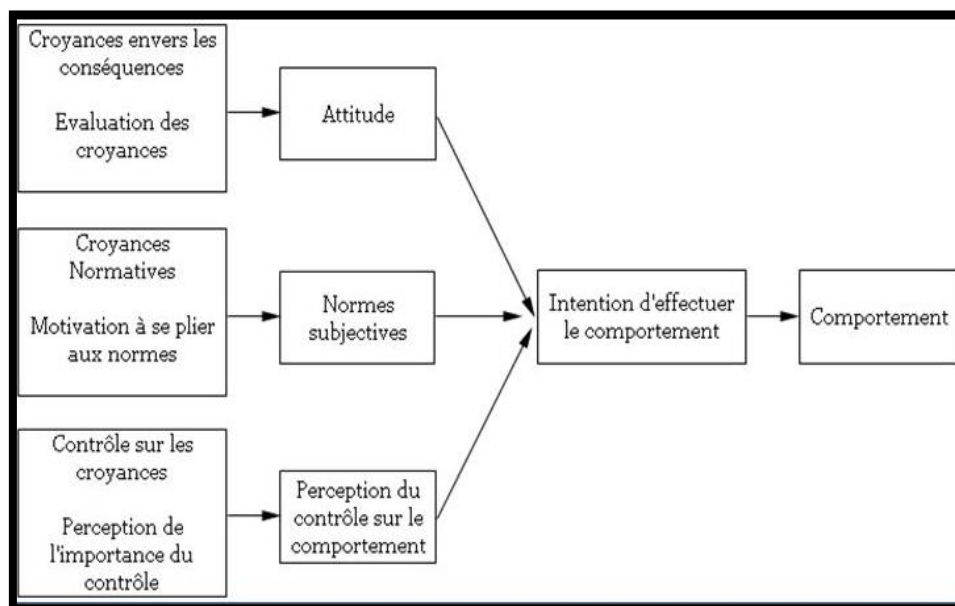 Croyances envers les
conséquences
Evaluation des
croyances
Attitude
Croyances
Normatives
Motivation à se plier
aux normes
Normes
subjectives
Intention d'effectuer
le comportement
Comportement
Contrôle sur les
croyances
Perception de
l'importance du
contrôle
Perception du
contrôle sur le
comportement